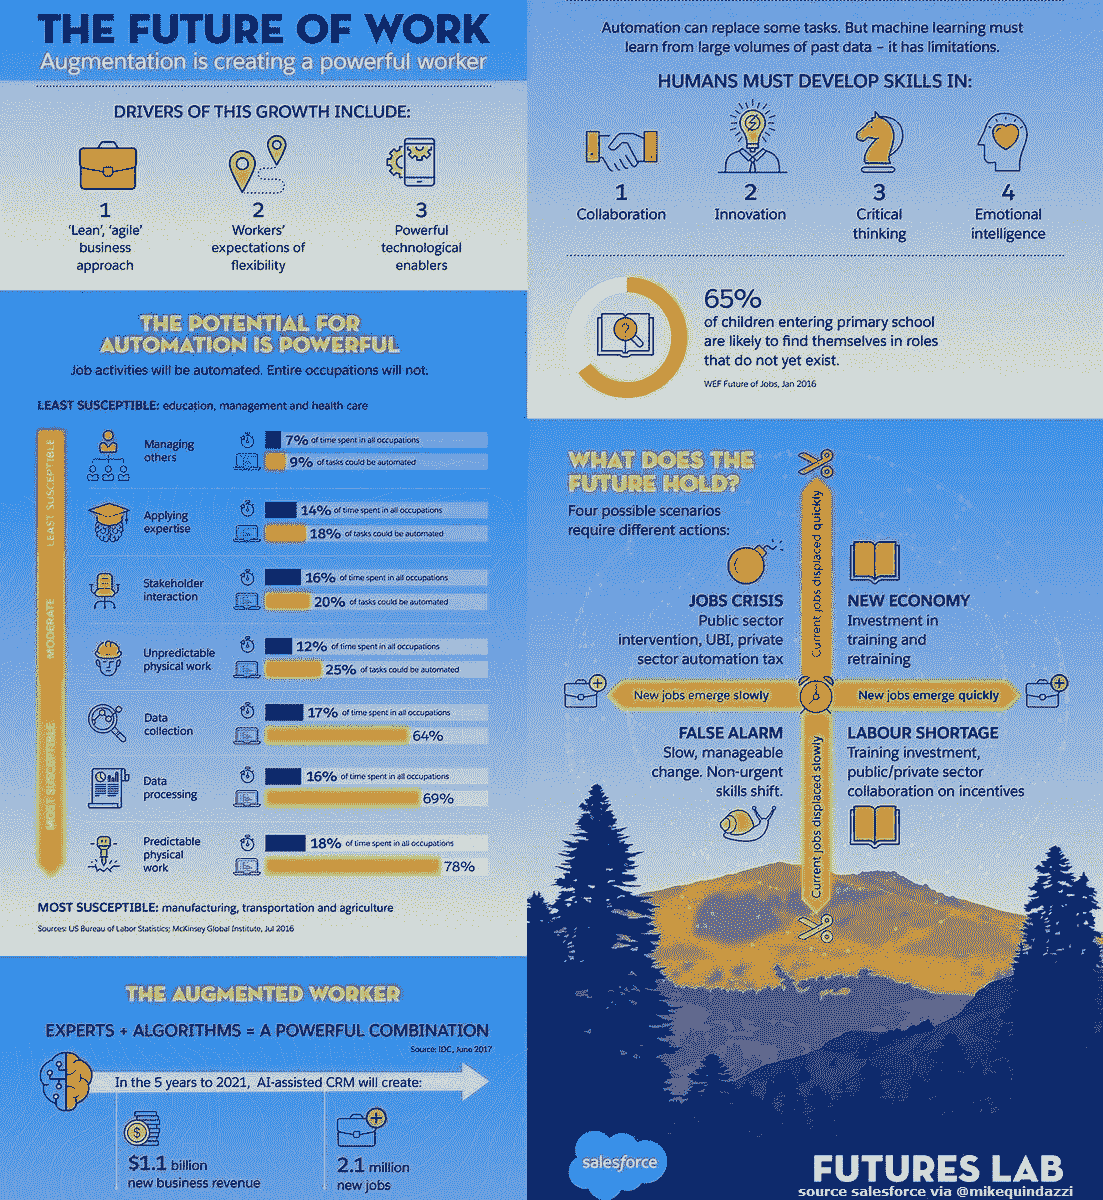 THE FUTURE OF WORK
Augmentation is creating a powerful worker
DRIVERS OF THIS GROWTH INCLUDE:
1
'Lean', 'agile'
business
approach
2
Workers'
expectations of
flexibility
3
Powerful
technological
enablers
THE POTENTIAL FOR
AUTOMATION IS POWERFUL
Job activities will be automated. Entire occupations will not.
LEAST SUSCEPTIBLE: education, management and health care
LEAST SUSCEPTIBLE
MODERATE
MOST SUSCEPTIBLE
Managing
others
7% of time spent in all occupations
9% of tasks could be automated
Applying
expertise
14% of time spent in all occupations
18% of tasks could be automated
Stakeholder
interaction
16% of time spent in all occupations
20% of tasks could be automated
Unpredictable
physical work
12% of time spent in all occupations
25% of tasks could be automated
Data
collection
17% of time spent in all occupations
64%
Data
processing
16% of time spent in all occupations
69%
Predictable
physical
work
18% of time spent in all occupations
78%
MOST SUSCEPTIBLE: manufacturing, transportation and agriculture
Sources: US Bureau of Labor Statistics; McKinsey Global Institute, Jul 2016
THE AUGMENTED WORKER
EXPERTS + ALGORITHMS = A POWERFUL COMBINATION
Source: IDC, June 2017
In the 5 years to 2021, AI-assisted CRM will create:
$1.1 billion
new business revenue
2.1 million
new jobs
Automation can replace some tasks. But machine learning must
learn from large volumes of past data – it has limitations.
HUMANS MUST DEVELOP SKILLS IN:
1
Collaboration
2
Innovation
3
Critical
thinking
4
Emotional
intelligence
65%
of children entering primary school
are likely to find themselves in roles
that do not yet exist.
WEF Future of Jobs, Jan 2016
WHAT DOES THE
FUTURE HOLD?
Four possible scenarios
require different actions:
Current jobs displaced quickly
JOBS CRISIS
Public sector
intervention, UBI, private
sector automation tax
NEW ECONOMY
Investment in
training and
retraining
New jobs emerge slowly
New jobs emerge quickly
FALSE ALARM
Slow, manageable
change. Non-urgent
skills shift.
LABOUR SHORTAGE
Training investment,
public/private sector
collaboration on incentives
Current jobs displaced slowly
salesforce
FUTURES LAB
source salesforce via @mikequindazzi